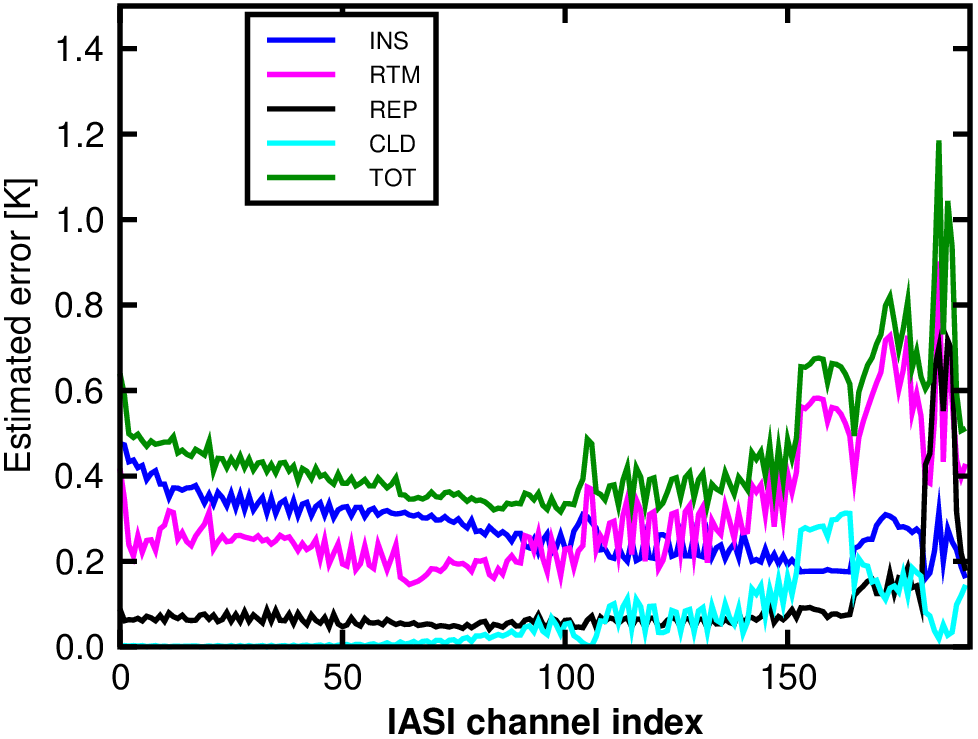 Estimated error [K]
1.4
1.2
1.0
0.8
0.6
0.4
0.2
0.0
INS
RTM
REP
CLD
TOT
0 50 100 150
IASI channel index